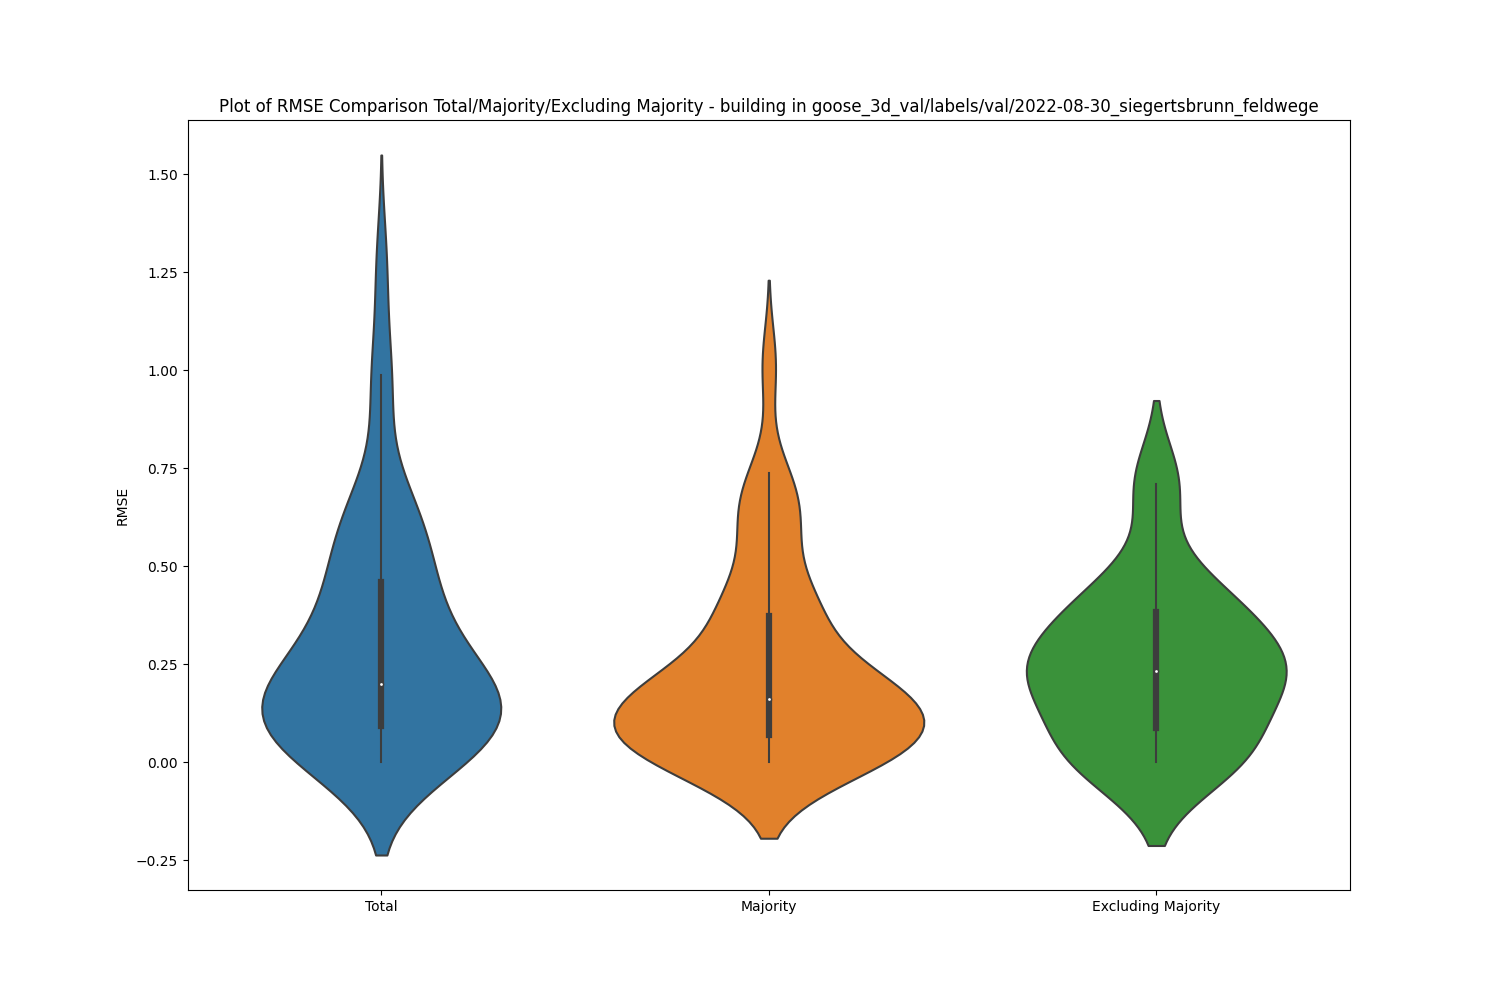 Plot of RMSE Comparison Total/Majority/Excluding Majority - building in goose_3d_val/labels/val/2022-08-30_siegertsbrunn_feldwege
1.50
1.25
1.00
0.75
0.50
0.25
0.00
−0.25
RMSE
Total
Majority
Excluding Majority